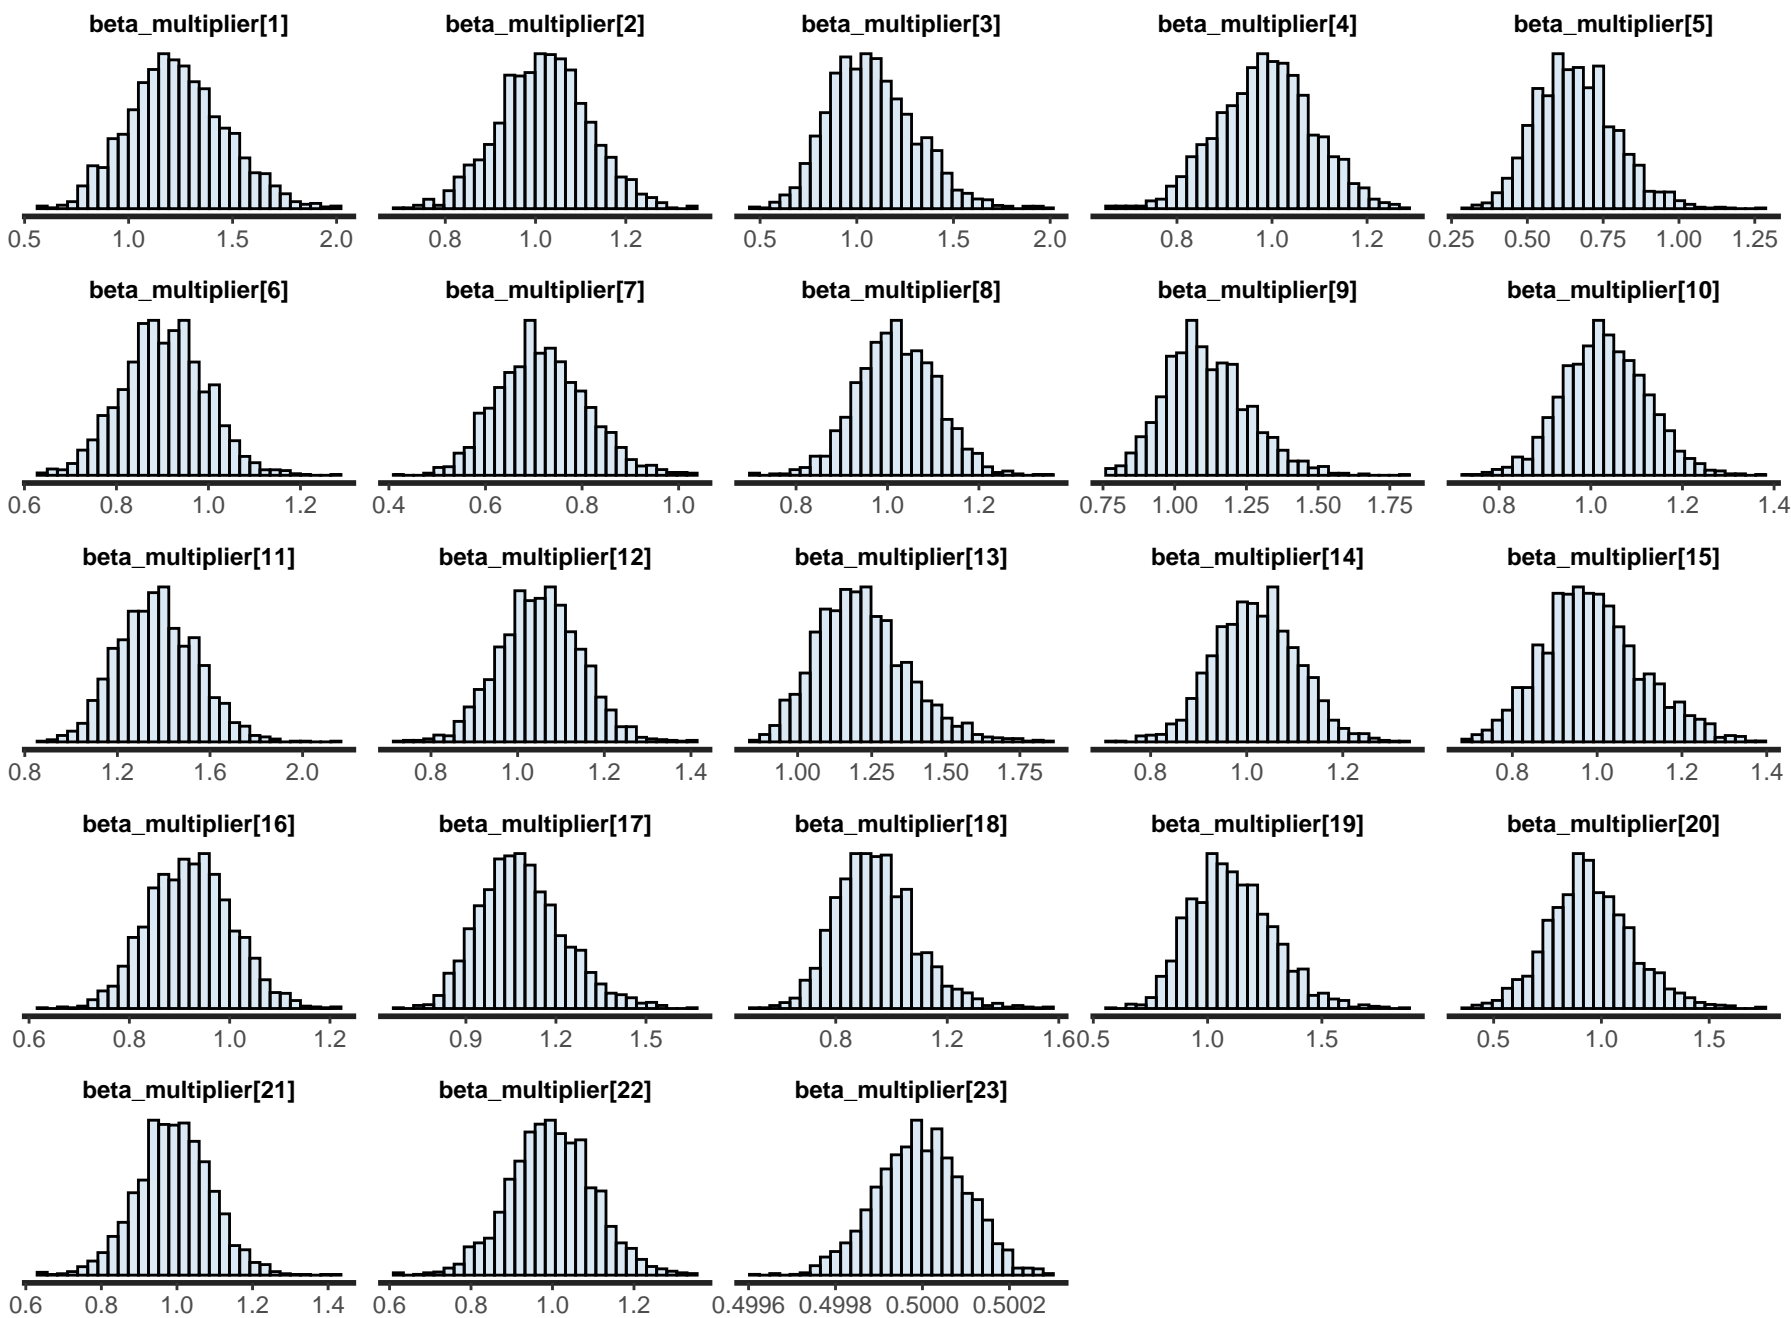 beta_multiplier[1] beta_multiplier[2] beta_multiplier[3] beta_multiplier[4] beta_multiplier[5]
0.5 1.0 1.5 2.0 0.8 1.0 1.2 0.5 1.0 1.5 2.0 0.8 1.0 1.2 0.25 0.50 0.75 1.00 1.25
beta_multiplier[6] beta_multiplier[7] beta_multiplier[8] beta_multiplier[9] beta_multiplier[10]
0.6 0.8 1.0 1.2 0.4 0.6 0.8 1.0 0.8 1.0 1.2 0.75 1.00 1.25 1.50 1.75 0.8 1.0 1.2 1.4
beta_multiplier[11] beta_multiplier[12] beta_multiplier[13] beta_multiplier[14] beta_multiplier[15]
0.8 1.2 1.6 2.0 0.8 1.0 1.2 1.4 1.00 1.25 1.50 1.75 0.8 1.0 1.2 0.8 1.0 1.2 1.4
beta_multiplier[16] beta_multiplier[17] beta_multiplier[18] beta_multiplier[19] beta_multiplier[20]
0.6 0.8 1.0 1.2 0.9 1.2 1.5 0.8 1.2 1.6 0.5 1.0 1.5 0.5 1.0 1.5
beta_multiplier[21] beta_multiplier[22] beta_multiplier[23]
0.6 0.8 1.0 1.2 1.4 0.6 0.8 1.0 1.2 0.4996 0.4998 0.5000 0.5002